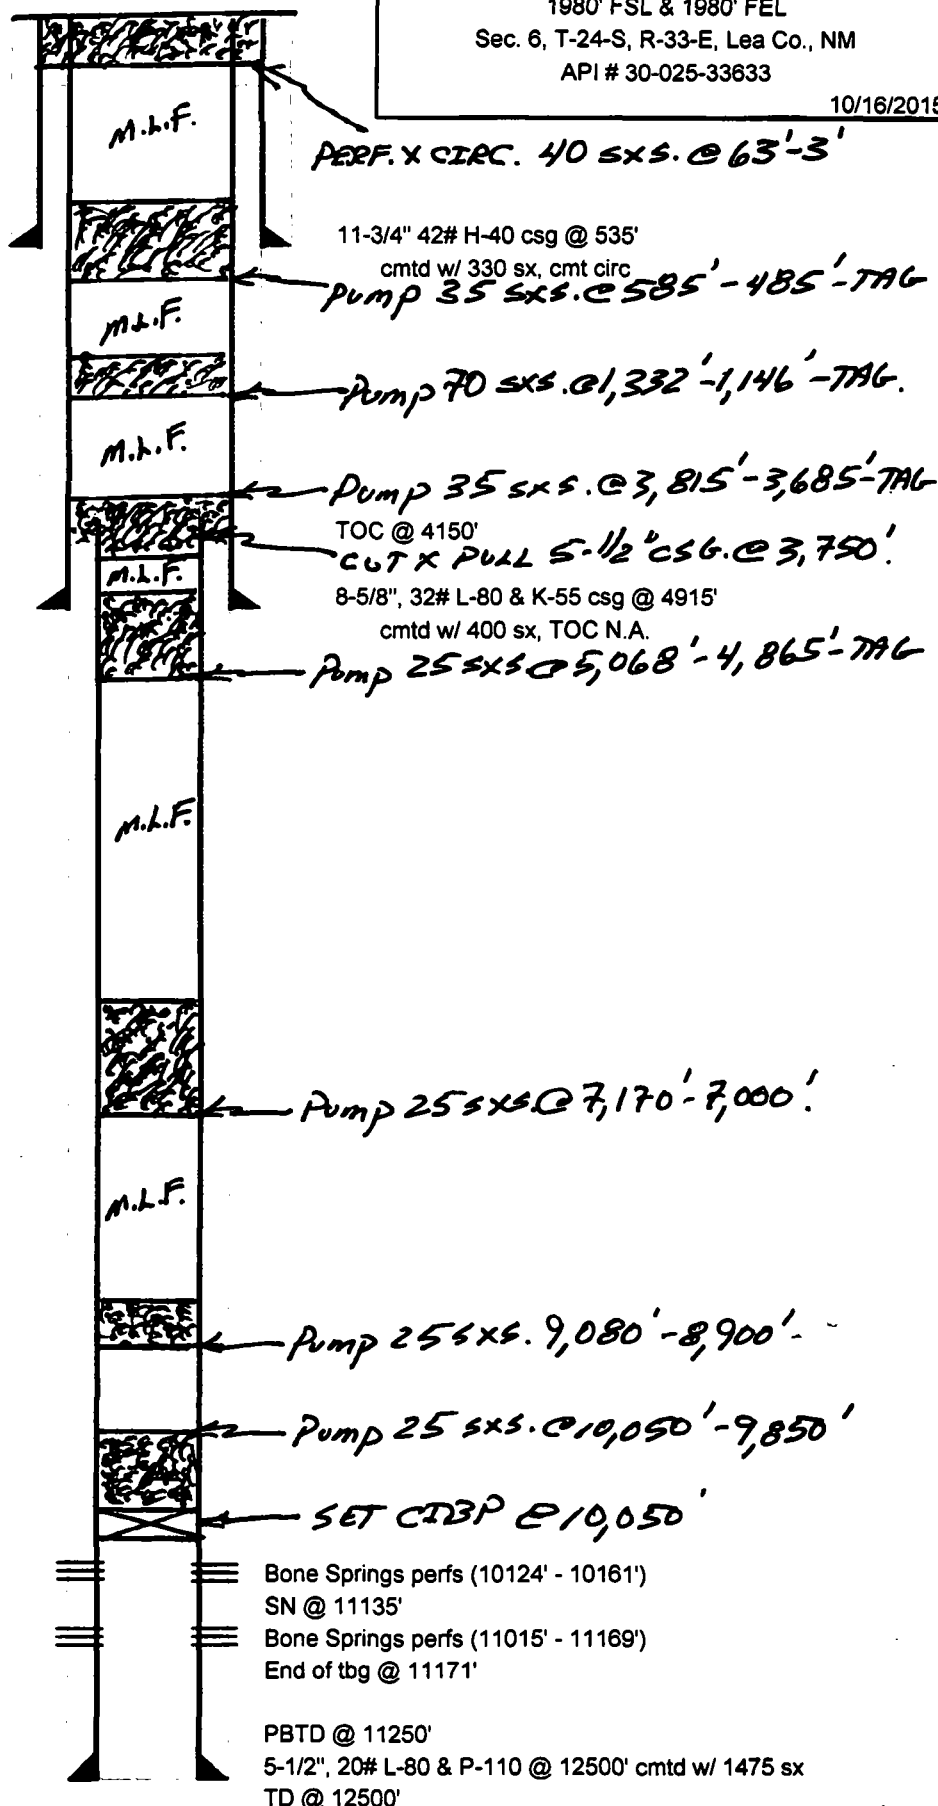 1980' FSL & 1980' FEL
Sec. 6, T-24-S, R-33-E, Lea Co., NM
API # 30-025-33633
10/16/2015
M.L.F.
PERF. X CIRC. 40 SXS. @ 63'-3'
11-3/4" 42# H-40 csg @ 535'
cmtd w/ 330 sx, cmt circ
Pump 35 SXS. @ 585'-485'-TAG
M.L.F.
Pump 70 SXS. @ 1,332'-1,146'-TAG.
M.L.F.
Pump 35 SXS. @ 3,815'-3,685'-TAG
TOC @ 4150'
CUT X PULL 5-1/2" CSG. @ 3,750'.
M.L.F.
8-5/8", 32# L-80 & K-55 csg @ 4915'
cmtd w/ 400 sx, TOC N.A.
Pump 25 SXS @ 5,068'-4,865'-TAG
M.L.F.
Pump 25 SXS. @ 7,170'-7,000'.
M.L.F.
Pump 25 SXS. 9,080'-8,900'-
Pump 25 SXS. @ 10,050'-9,850'
SET CIBP @ 10,050'
Bone Springs perfs (10124' - 10161')
SN @ 11135'
Bone Springs perfs (11015' - 11169')
End of tbg @ 11171'
PBTD @ 11250'
5-1/2", 20# L-80 & P-110 @ 12500' cmtd w/ 1475 sx
TD @ 12500'